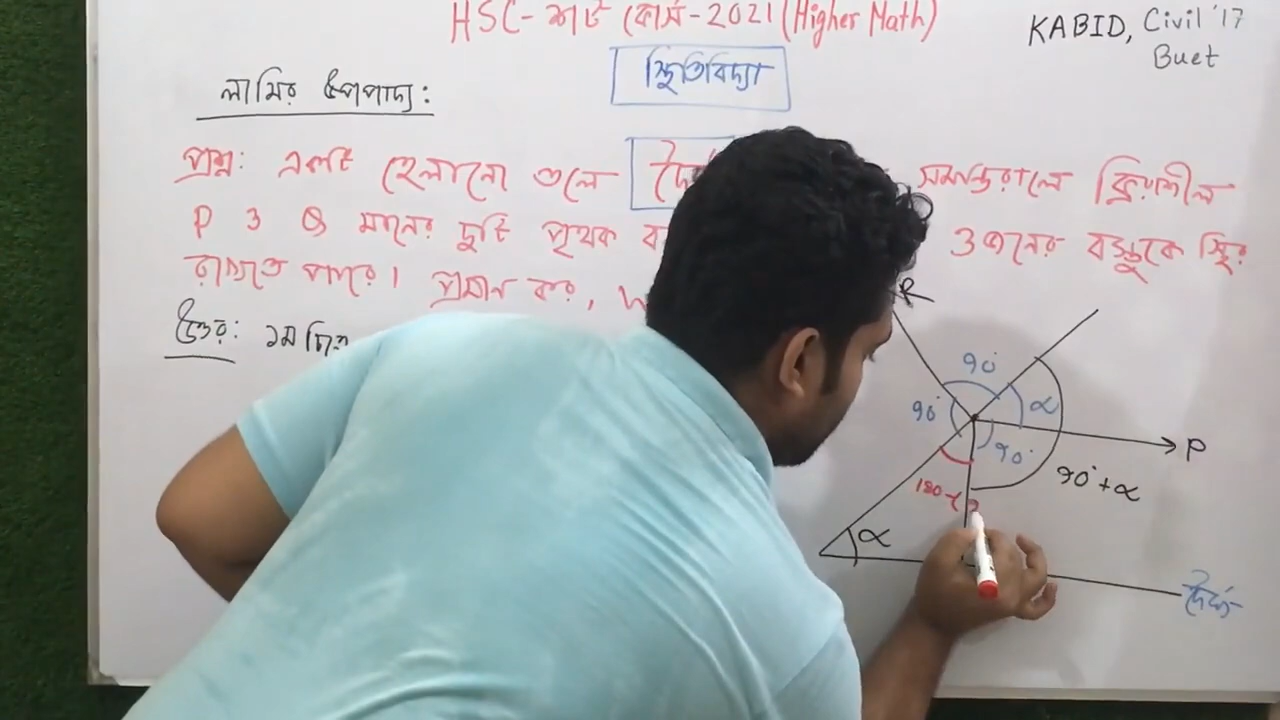 HSC- শর্ট কোর্স-2021 (Higher Math)
KABID, Civil '17
Buet
স্থিতিবিদ্যা
লামির উপপাদ্য:
প্রশ্ন: একটি হেলানো তলে দৈর্ঘ্য সমান্তরালে ক্রিয়াশীল
P ও Q মানের দুটি পৃথক ব ওজনের বস্তুকে স্থির
রাখতে পারে। প্রমাণ কর, W
উত্তর: ১ম চিত্র
R
90°
90°
α
P
90°
90°+α
180-(
α
দৈর্ঘ্য